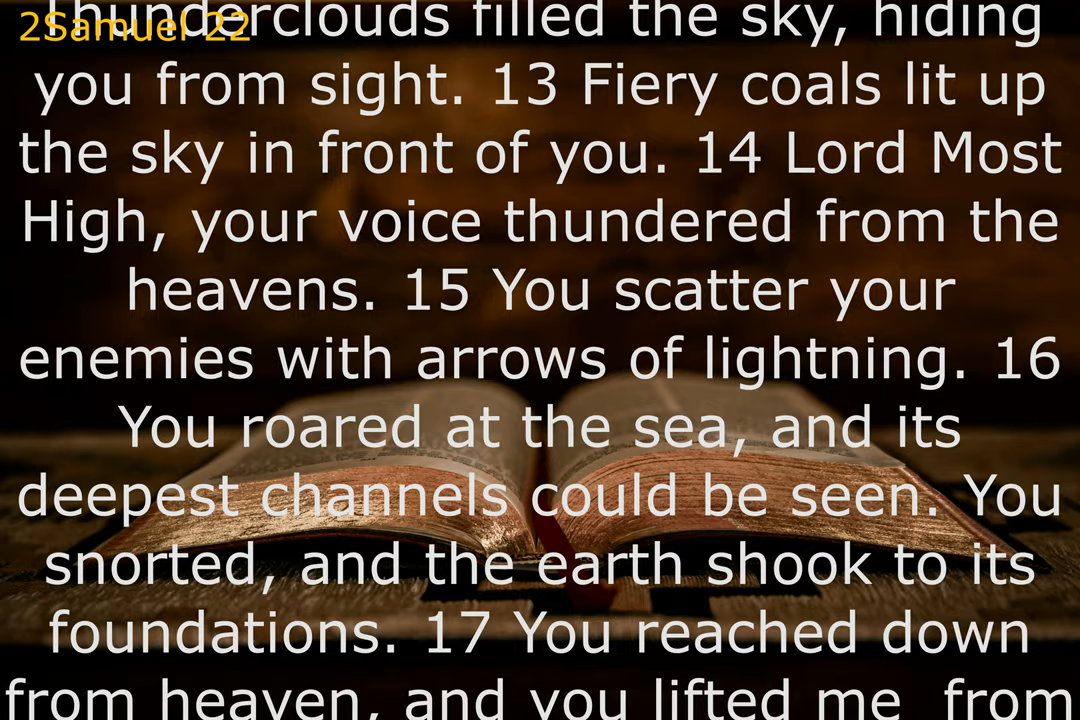 2Samuel 22
Thunderclouds filled the sky, hiding
you from sight. 13 Fiery coals lit up
the sky in front of you. 14 Lord Most
High, your voice thundered from the
heavens. 15 You scatter your
enemies with arrows of lightning. 16
You roared at the sea, and its
deepest channels could be seen. You
snorted, and the earth shook to its
foundations. 17 You reached down
from heaven, and you lifted me  from